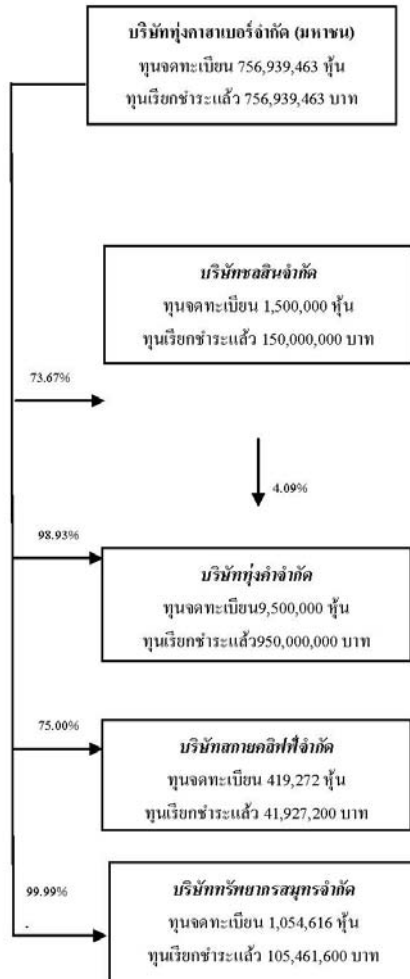 บริษัททุ่งคาฮาเบอร์จำกัด (มหาชน)
ทุนจดทะเบียน 756,939,463 หุ้น
ทุนเรียกชำระแล้ว 756,939,463 บาท
บริษัทชลสินจำกัด
ทุนจดทะเบียน 1,500,000 หุ้น
ทุนเรียกชำระแล้ว 150,000,000 บาท
73.67%
4.09%
98.93%
บริษัททุ่งคำจำกัด
ทุนจดทะเบียน9,500,000 หุ้น
ทุนเรียกชำระแล้ว950,000,000 บาท
75.00%
บริษัทสกายคลิฟฟ์จำกัด
ทุนจดทะเบียน 419,272 หุ้น
ทุนเรียกชำระแล้ว 41,927,200 บาท
99.99%
บริษัททรัพยากรสมุทรจำกัด
ทุนจดทะเบียน 1,054,616 หุ้น
ทุนเรียกชำระแล้ว 105,461,600 บาท